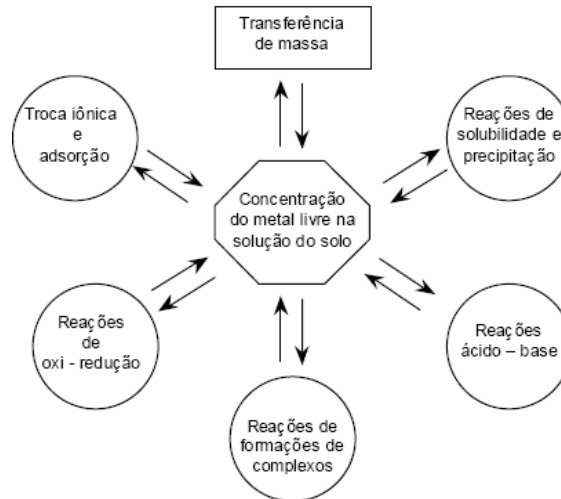 Transferência
de massa
Troca iônica
e
adsorção
Reações de
solubilidade e
precipitação
Concentração
do metal livre na
solução do solo
Reações
de
oxi - redução
Reações
ácido – base
Reações de
formações de
complexos